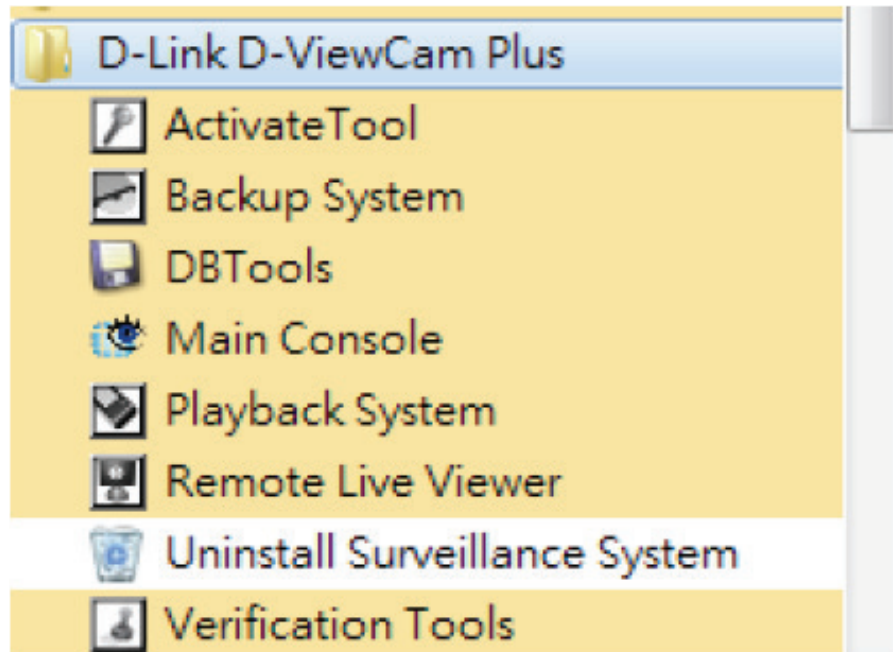 D-Link D-ViewCam Plus
ActivateTool
Backup System
DBTools
Main Console
Playback System
Remote Live Viewer
Uninstall Surveillance System
Verification Tools